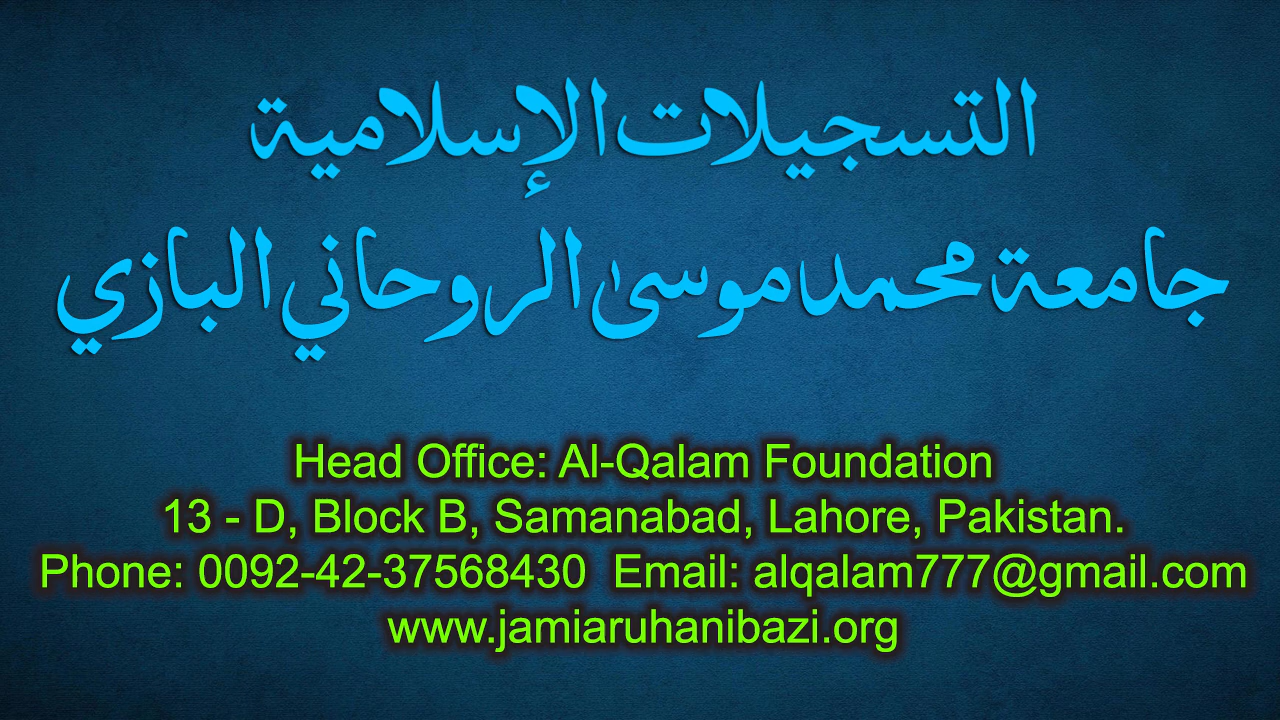 التسجيلات الإسلامية
جامعة محمد موسىٰ الروحاني البازي
Head Office: Al-Qalam Foundation
13 - D, Block B, Samanabad, Lahore, Pakistan.
Phone: 0092-42-37568430  Email: alqalam777@gmail.com
www.jamiaruhanibazi.org